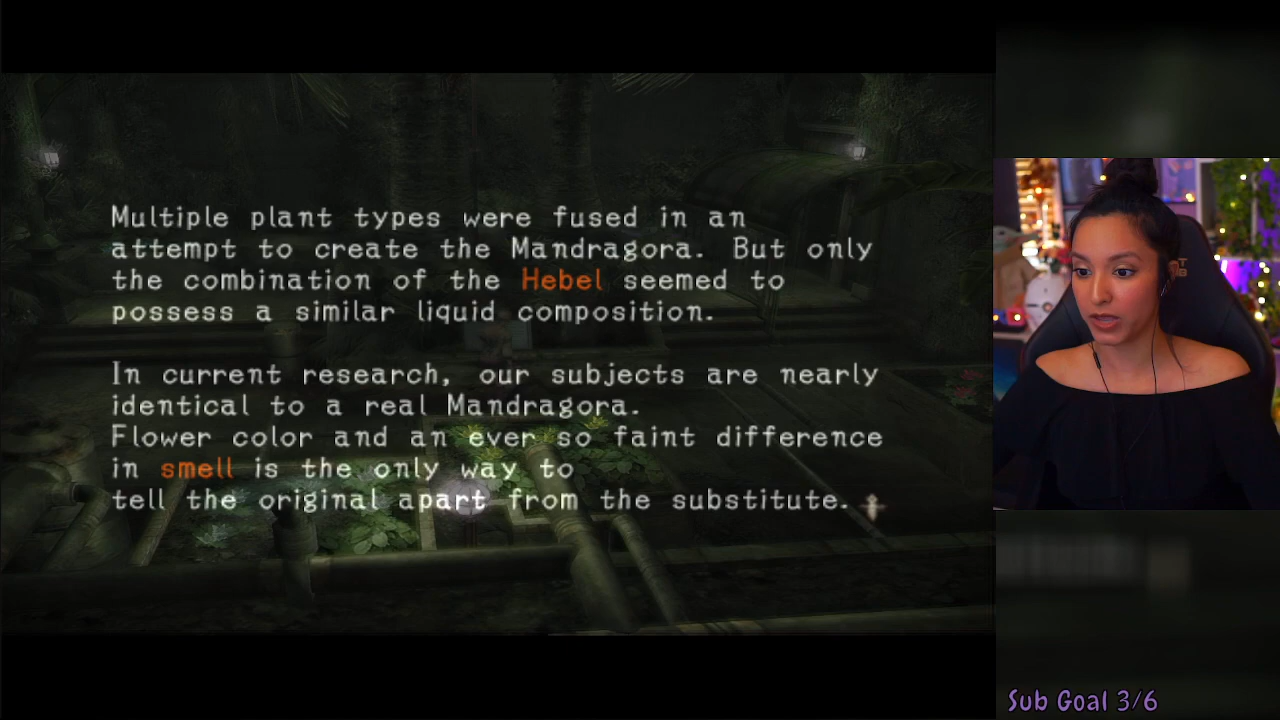 Multiple plant types were fused in an
attempt to create the Mandragora. But only
the combination of the Hebel seemed to
possess a similar liquid composition.
In current research, our subjects are nearly
identical to a real Mandragora.
Flower color and an ever so faint difference
in smell is the only way to
tell the original apart from the substitute.
Sub Goal 3/6